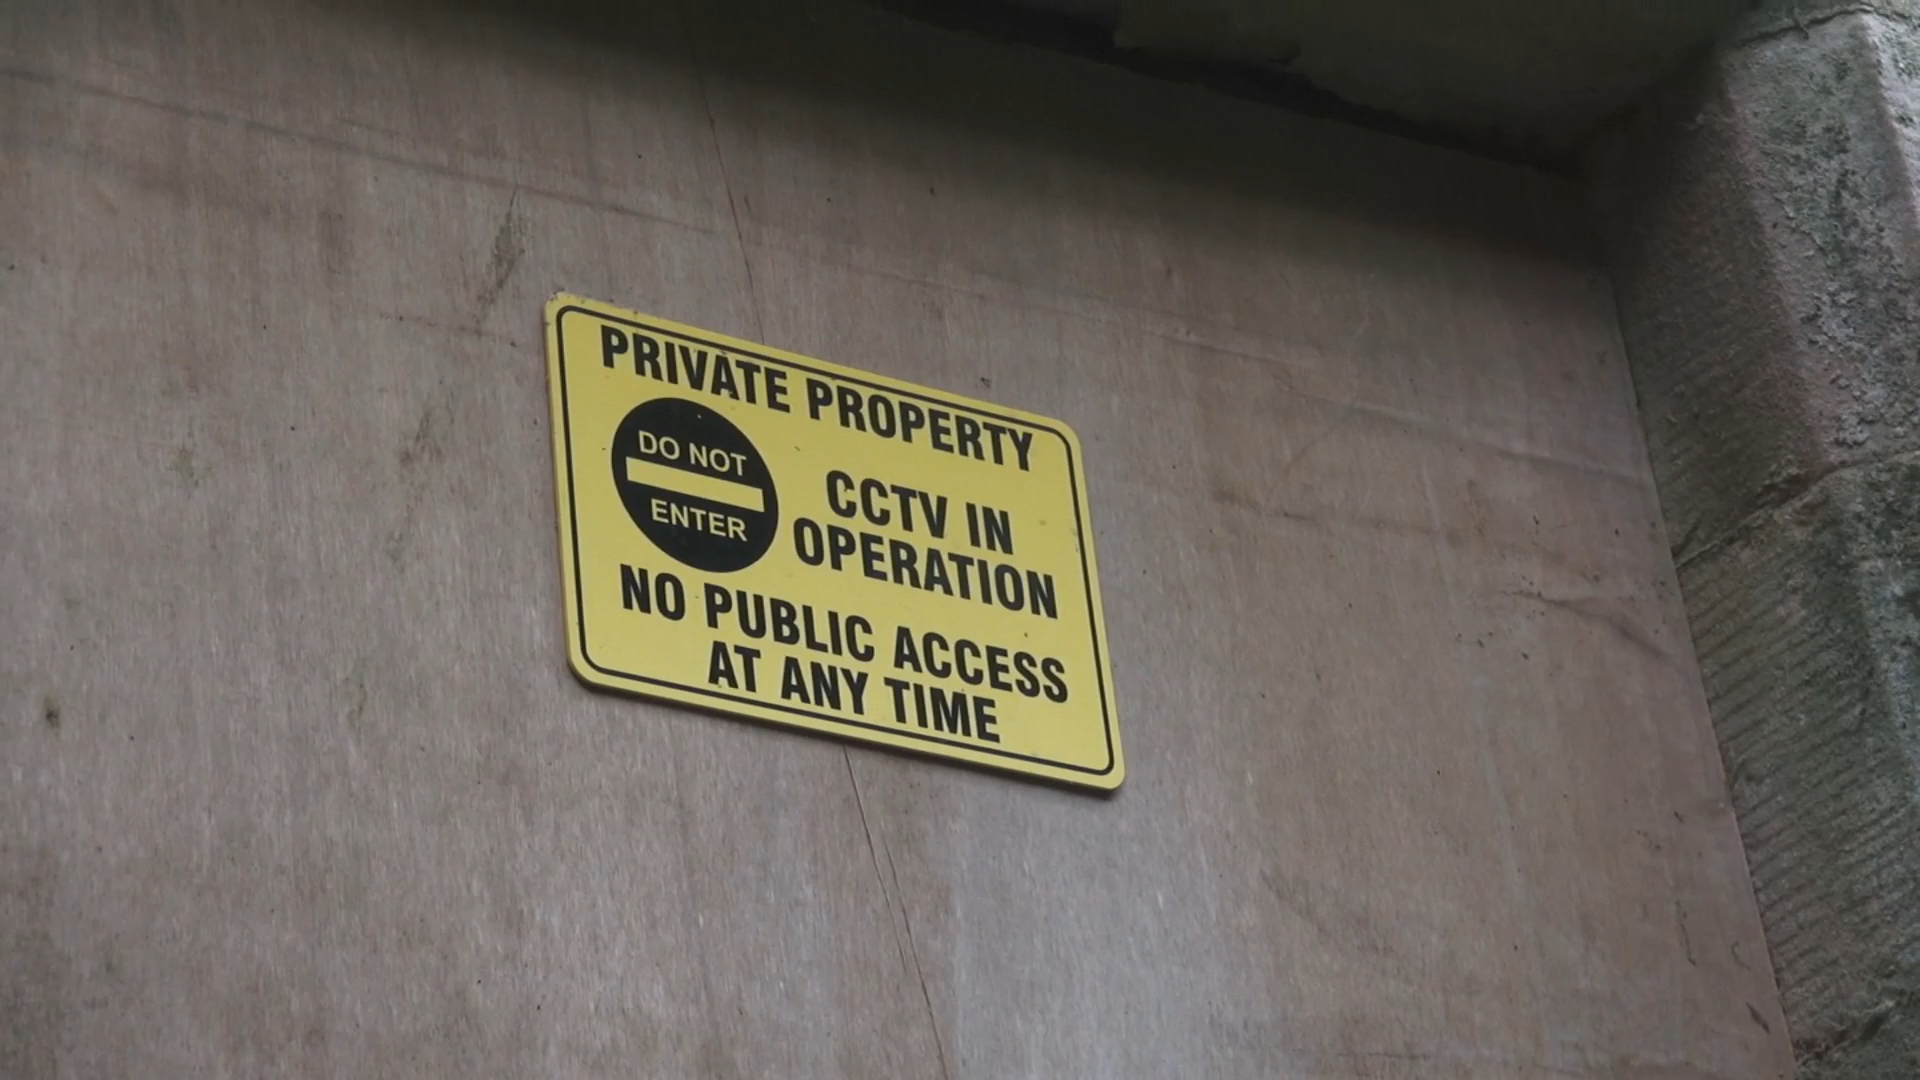 PRIVATE PROPERTY
DO NOT
ENTER
CCTV IN
OPERATION
NO PUBLIC ACCESS
AT ANY TIME